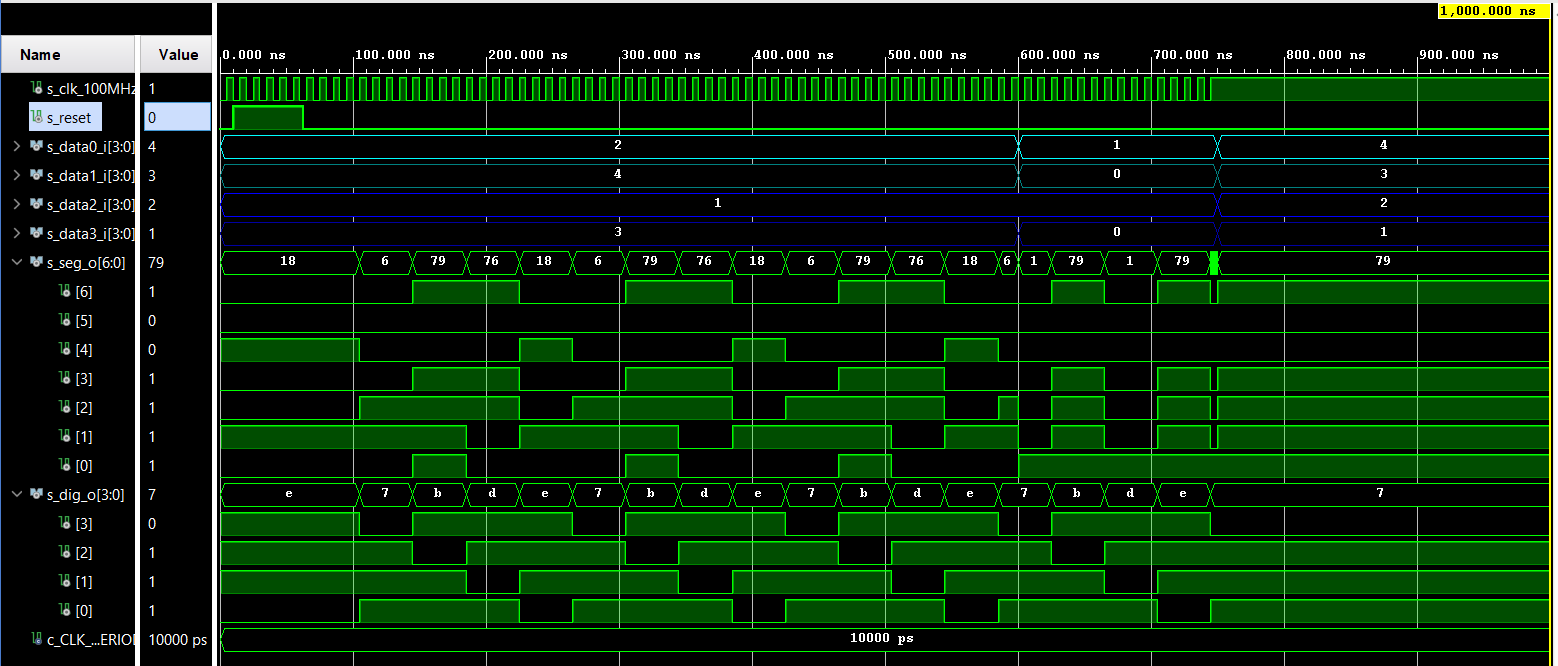 1,000.000 ns
Name Value
0.000 ns 100.000 ns 200.000 ns 300.000 ns 400.000 ns 500.000 ns 600.000 ns 700.000 ns 800.000 ns 900.000 ns
s_clk_100MHz 1
s_reset 0
s_data0_i[3:0] 4 2 1 4
s_data1_i[3:0] 3 4 0 3
s_data2_i[3:0] 2 1 2
s_data3_i[3:0] 1 3 0 1
s_seg_o[6:0] 79 18 6 79 76 18 6 79 76 18 6 79 76 18 6 1 79 1 79 79
[6] 1
[5] 0
[4] 0
[3] 1
[2] 1
[1] 1
[0] 1
s_dig_o[3:0] 7 e 7 b d e 7 b d e 7 b d e 7 b d e 7
[3] 0
[2] 1
[1] 1
[0] 1
c_CLK_...ERIOD 10000 ps 10000 ps